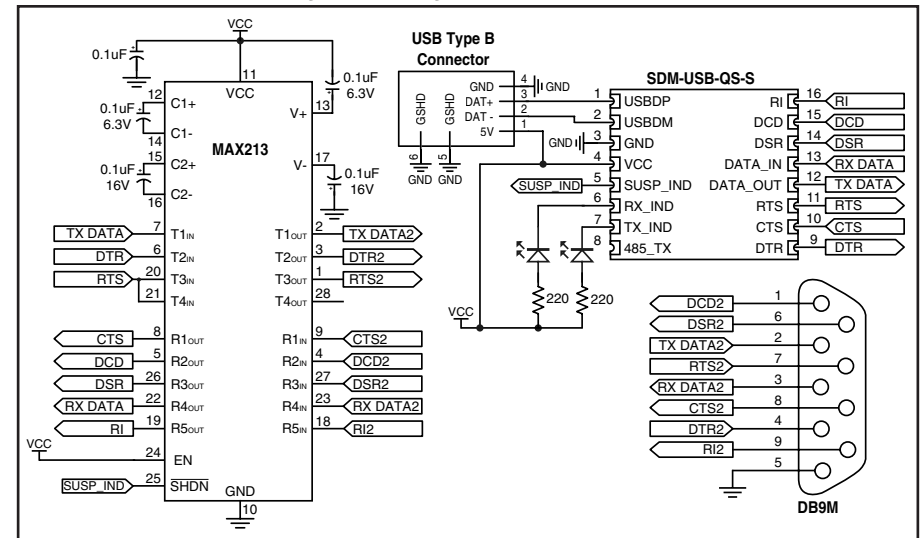 VCC
0.1uF
11
VCC
0.1uF
6.3V
12
C1+
V+
13
0.1uF
6.3V
C1-
14
MAX213
15
C2+
V-
17
0.1uF
16V
C2-
16
0.1uF
16V
TX DATA
7
T1IN
T1OUT
2
TX DATA2
DTR
6
T2IN
T2OUT
3
DTR2
RTS
20
T3IN
T3OUT
1
RTS2
21
T4IN
T4OUT
28
CTS
8
R1OUT
R1IN
9
CTS2
DCD
5
R2OUT
R2IN
4
DCD2
DSR
26
R3OUT
R3IN
27
DSR2
RX DATA
22
R4OUT
R4IN
23
RX DATA2
RI
19
R5OUT
R5IN
18
RI2
VCC
24
EN
SUSP_IND
25
SHDN
GND
10
USB Type B
Connector
GSHD
GSHD
GND
4
GND
DAT+
3
DAT -
2
5V
1
6
GND
5
GND
SDM-USB-QS-S
1
USBDP
RI
16
RI
2
USBDM
DCD
15
DCD
GND
3
GND
DSR
14
DSR
4
VCC
DATA_IN
13
RX DATA
SUSP_IND
5
SUSP_IND
DATA_OUT
12
TX DATA
6
RX_IND
RTS
11
RTS
7
TX_IND
CTS
10
CTS
8
485_TX
DTR
9
DTR
220
220
VCC
DCD2
1
DSR2
6
TX DATA2
2
RTS2
7
RX DATA2
3
CTS2
8
DTR2
4
RI2
9
5
DB9M